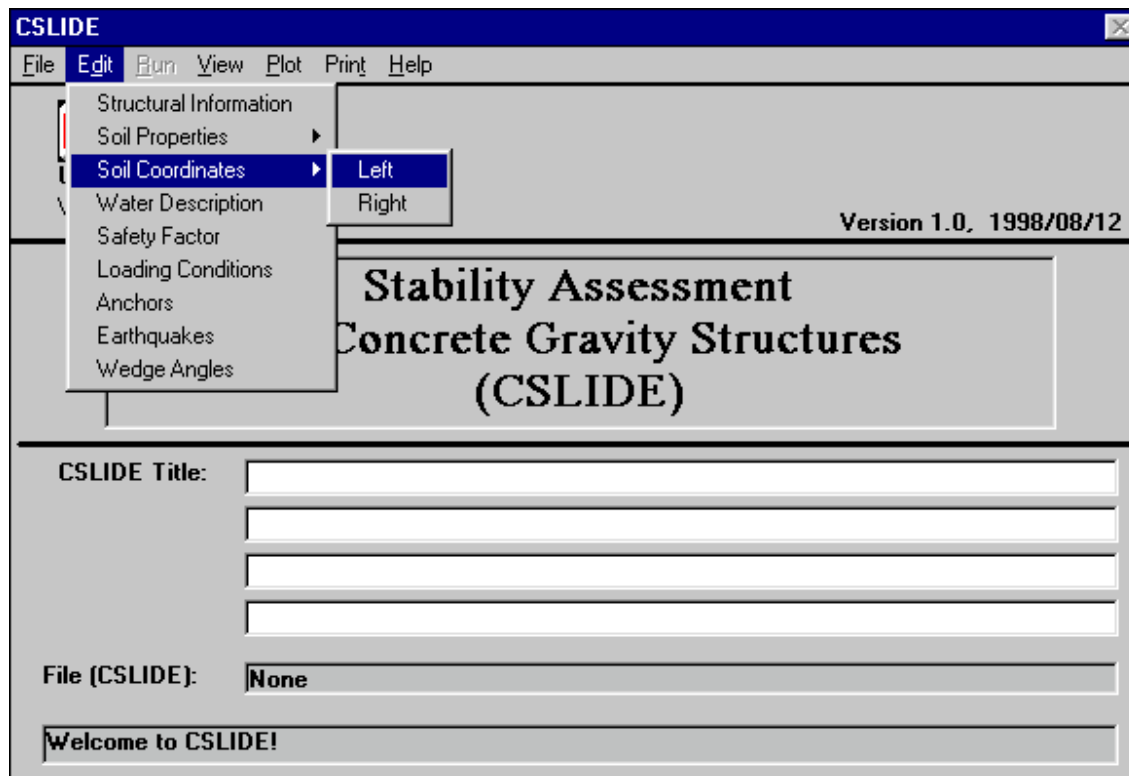 CSLIDE
File Edit Run View Plot Print Help
Structural Information
Soil Properties
Soil Coordinates
Left
Water Description
Right
Safety Factor
Loading Conditions
Anchors
Earthquakes
Wedge Angles
Version 1.0, 1998/08/12
Stability Assessment
Concrete Gravity Structures
(CSLIDE)
CSLIDE Title:
File (CSLIDE):
None
Welcome to CSLIDE!